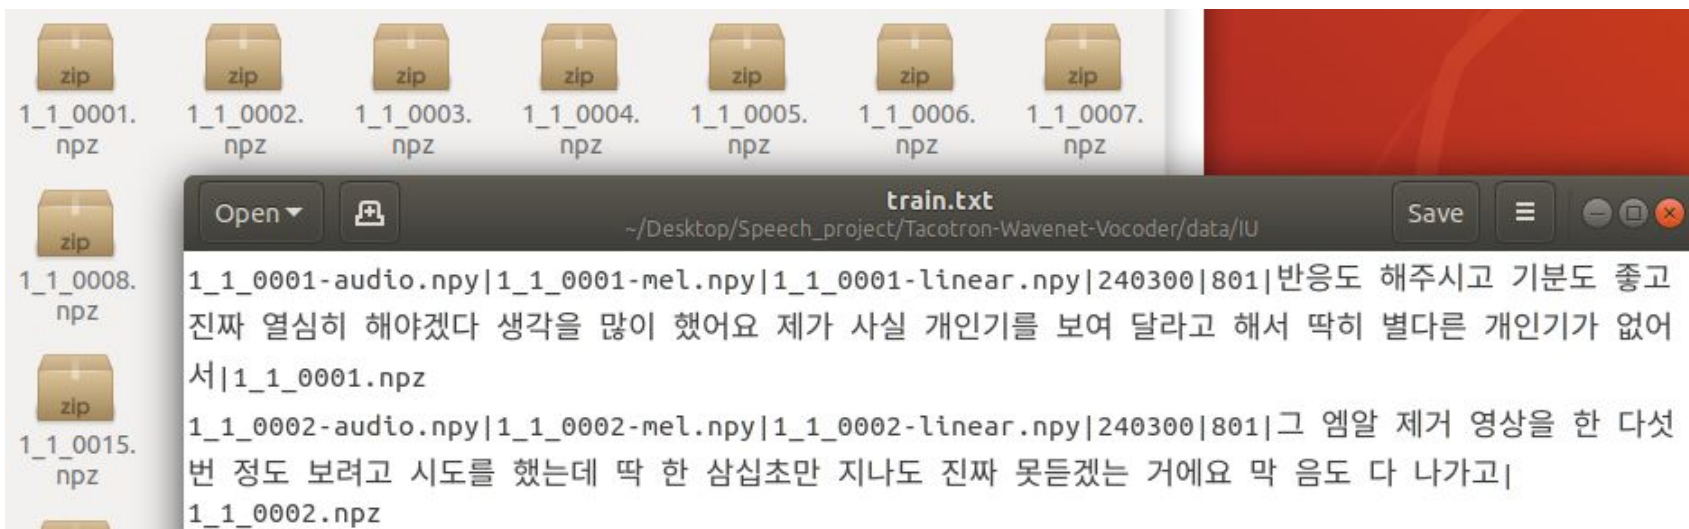 zip zip zip zip zip zip zip
1_1_0001. 1_1_0002. 1_1_0003. 1_1_0004. 1_1_0005. 1_1_0006. 1_1_0007.
npz npz npz npz npz npz npz
zip
1_1_0008.
npz
zip
1_1_0015.
npz
Open train.txt Save
~/Desktop/Speech_project/Tacotron-Wavenet-Vocoder/data/IU
1_1_0001-audio.npy|1_1_0001-mel.npy|1_1_0001-linear.npy|240300|801|반응도 해주시고 기분도 좋고
진짜 열심히 해야겠다 생각을 많이 했어요 제가 사실 개인기를 보여 달라고 해서 딱히 별다른 개인기가 없어
서|1_1_0001.npz
1_1_0002-audio.npy|1_1_0002-mel.npy|1_1_0002-linear.npy|240300|801|그 엠알 제거 영상을 한 다섯
번 정도 보려고 시도를 했는데 딱 한 삼십초만 지나도 진짜 못듣겠는 거에요 막 음도 다 나가고|
1_1_0002.npz